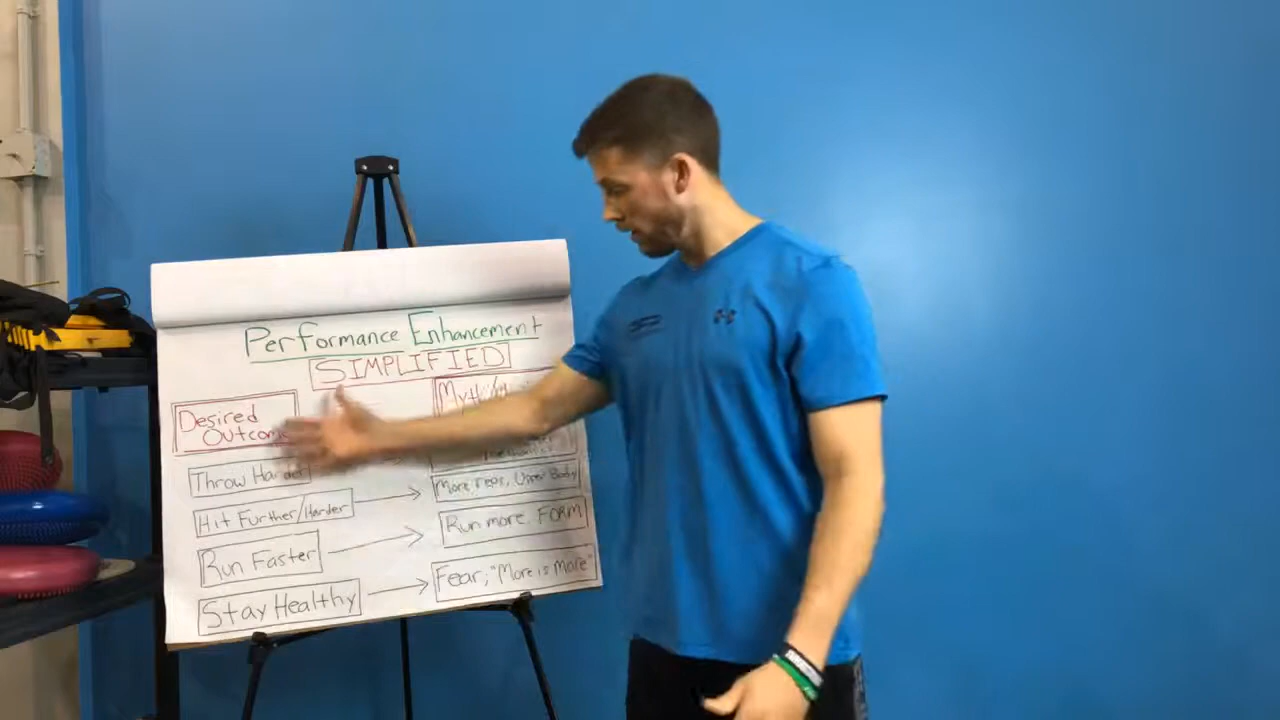 Performance Enhancement
SIMPLIFIED
Desired
Outcome
Throw Harder
Hit Further/Harder
More reps, Upper Body
Run Faster
Run more, FORM
Stay Healthy
Fear, "More is More"